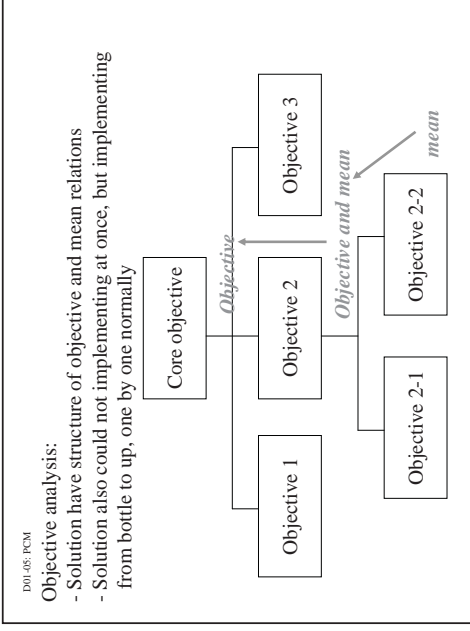 D01-05: PCM
Objective analysis:
- Solution have structure of objective and mean relations
- Solution also could not implementing at once, but implementing
from bottle to up, one by one normally
Core objective
Objective
Objective 1
Objective 2
Objective 3
Objective and mean
Objective 2-1
Objective 2-2
mean